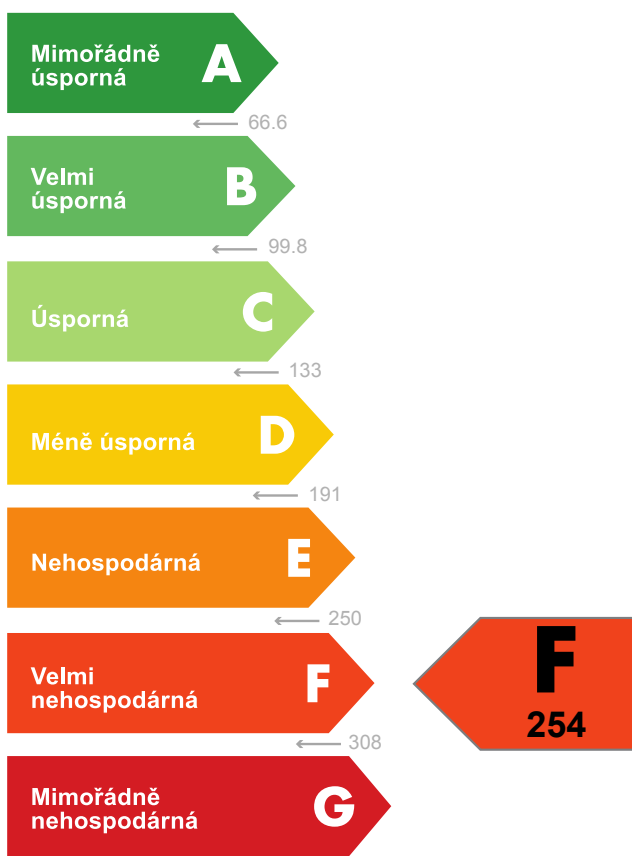 Mimořádně
úsporná
A
← 66.6
Velmi
úsporná
B
← 99.8
Úsporná
C
← 133
Méně úsporná
D
← 191
Nehospodárná
E
← 250
Velmi
nehospodárná
F
F
254
← 308
Mimořádně
nehospodárná
G